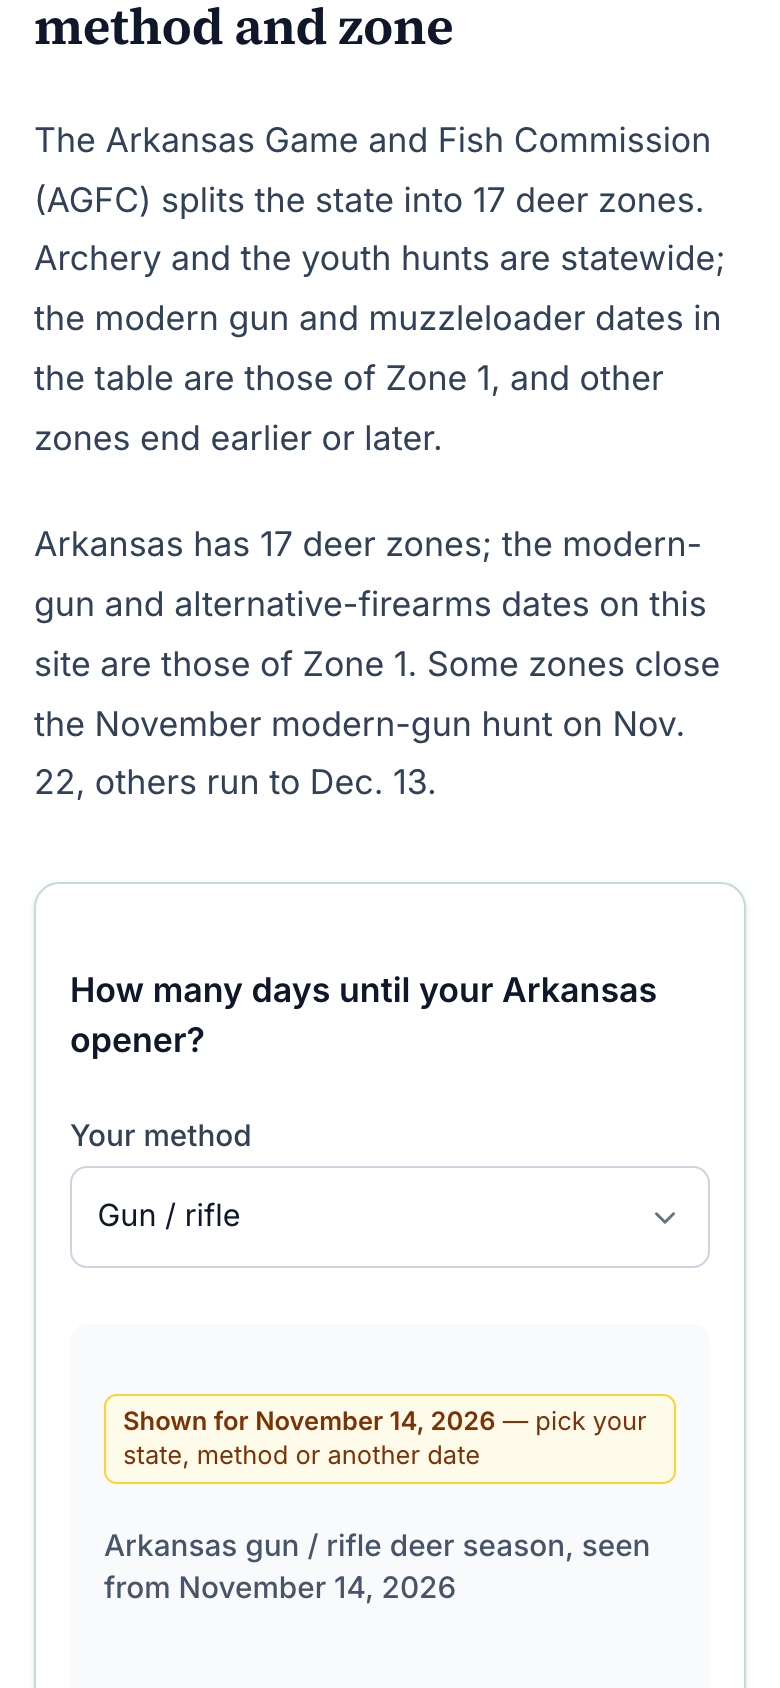 method and zone
The Arkansas Game and Fish Commission
(AGFC) splits the state into 17 deer zones.
Archery and the youth hunts are statewide;
the modern gun and muzzleloader dates in
the table are those of Zone 1, and other
zones end earlier or later.
Arkansas has 17 deer zones; the modern-
gun and alternative-firearms dates on this
site are those of Zone 1. Some zones close
the November modern-gun hunt on Nov.
22, others run to Dec. 13.
How many days until your Arkansas
opener?
Your method
Gun / rifle
Shown for November 14, 2026 — pick your
state, method or another date
Arkansas gun / rifle deer season, seen
from November 14, 2026